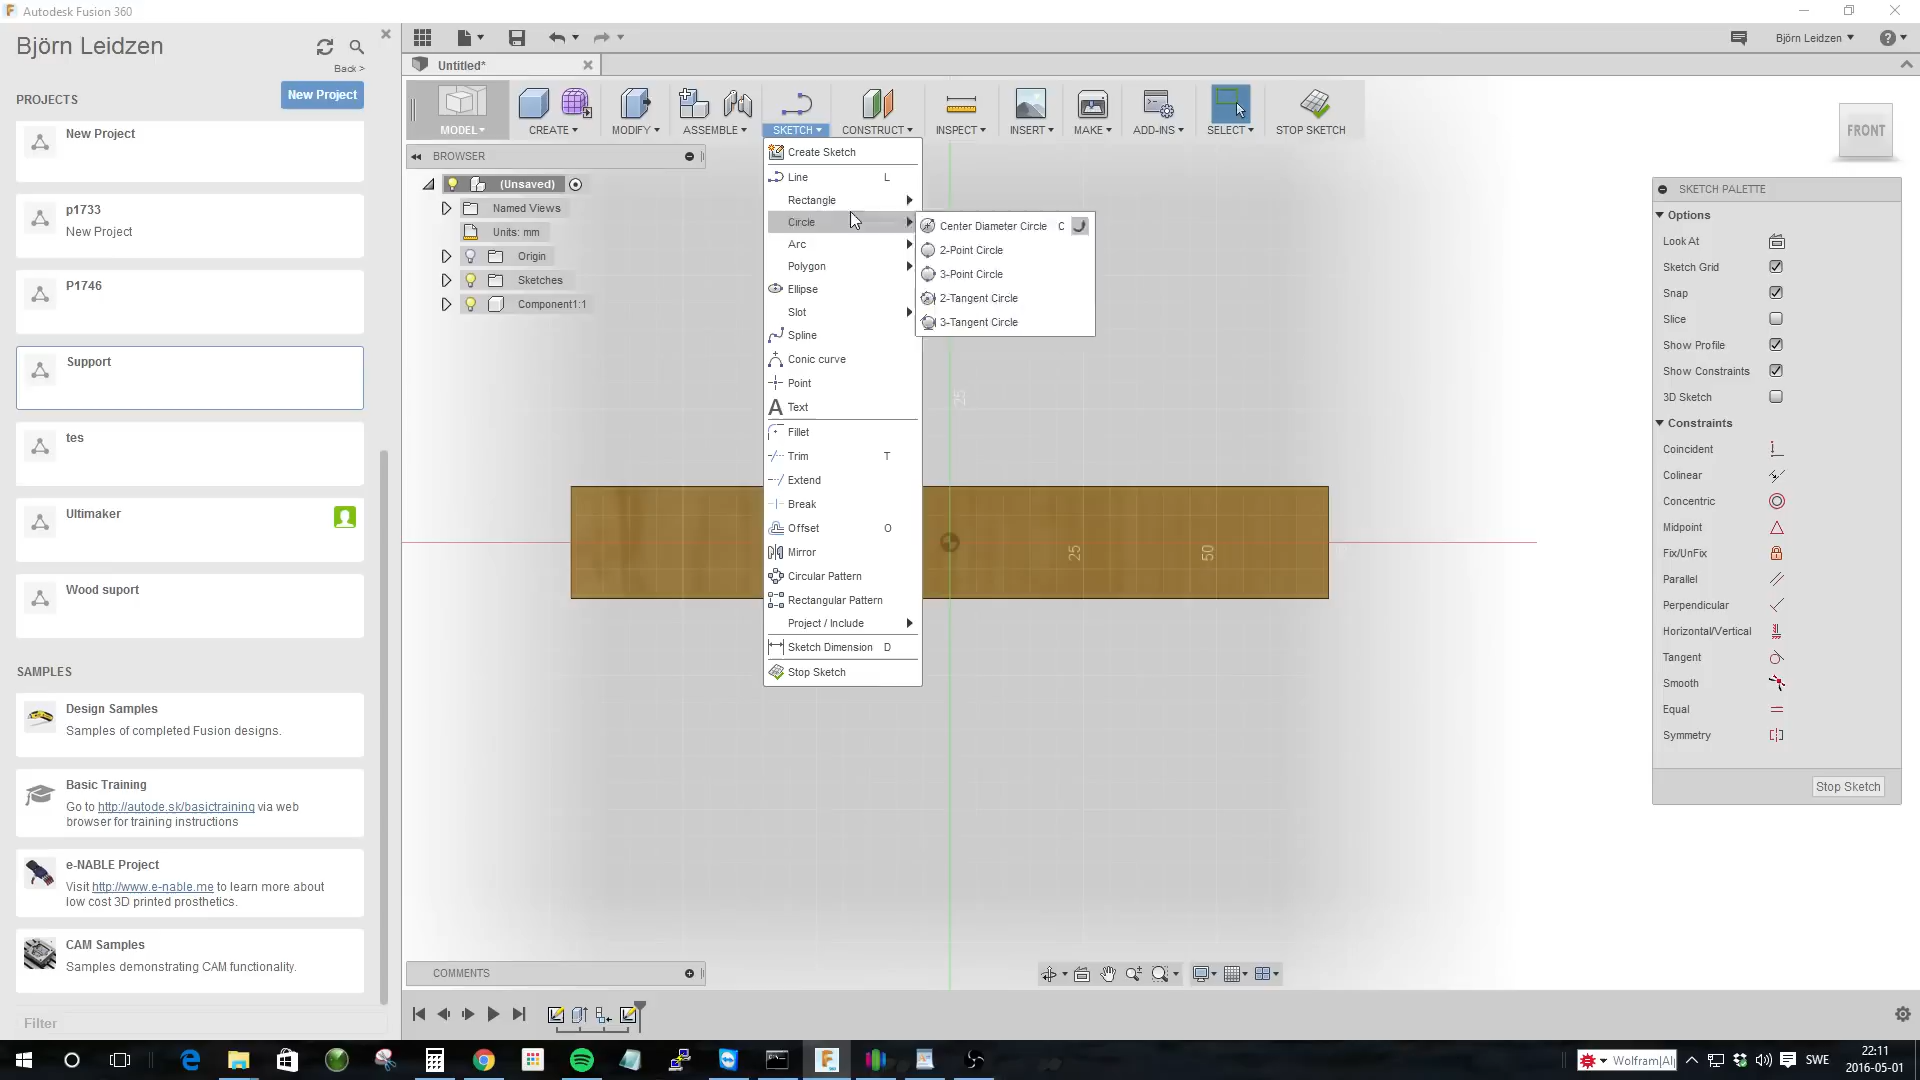 Autodesk Fusion 360
Björn Leidzen
Back >
PROJECTS
New Project
New Project
p1733
New Project
P1746
Support
tes
Ultimaker
Wood suport
SAMPLES
Design Samples
Samples of completed Fusion designs.
Basic Training
Go to http://autode.sk/basictraining via web
browser for training instructions
e-NABLE Project
Visit http://www.e-nable.me to learn more about
low cost 3D printed prosthetics.
CAM Samples
Samples demonstrating CAM functionality.
Filter
Björn Leidzen
Untitled*
MODEL
CREATE
MODIFY
ASSEMBLE
SKETCH
CONSTRUCT
INSPECT
INSERT
MAKE
ADD-INS
SELECT
STOP SKETCH
BROWSER
(Unsaved)
Named Views
Units: mm
Origin
Sketches
Component1:1
Create Sketch
Line L
Rectangle
Circle
Arc
Polygon
Ellipse
Slot
Spline
Conic curve
Point
Text
Fillet
Trim T
Extend
Break
Offset O
Mirror
Circular Pattern
Rectangular Pattern
Project / Include
Sketch Dimension D
Stop Sketch
Center Diameter Circle C
2-Point Circle
3-Point Circle
2-Tangent Circle
3-Tangent Circle
25
25
50
FRONT
SKETCH PALETTE
Options
Look At
Sketch Grid
Snap
Slice
Show Profile
Show Constraints
3D Sketch
Constraints
Coincident
Colinear
Concentric
Midpoint
Fix/UnFix
Parallel
Perpendicular
Horizontal/Vertical
Tangent
Smooth
Equal
Symmetry
Stop Sketch
COMMENTS
Wolfram|Al
SWE
22:11
2016-05-01